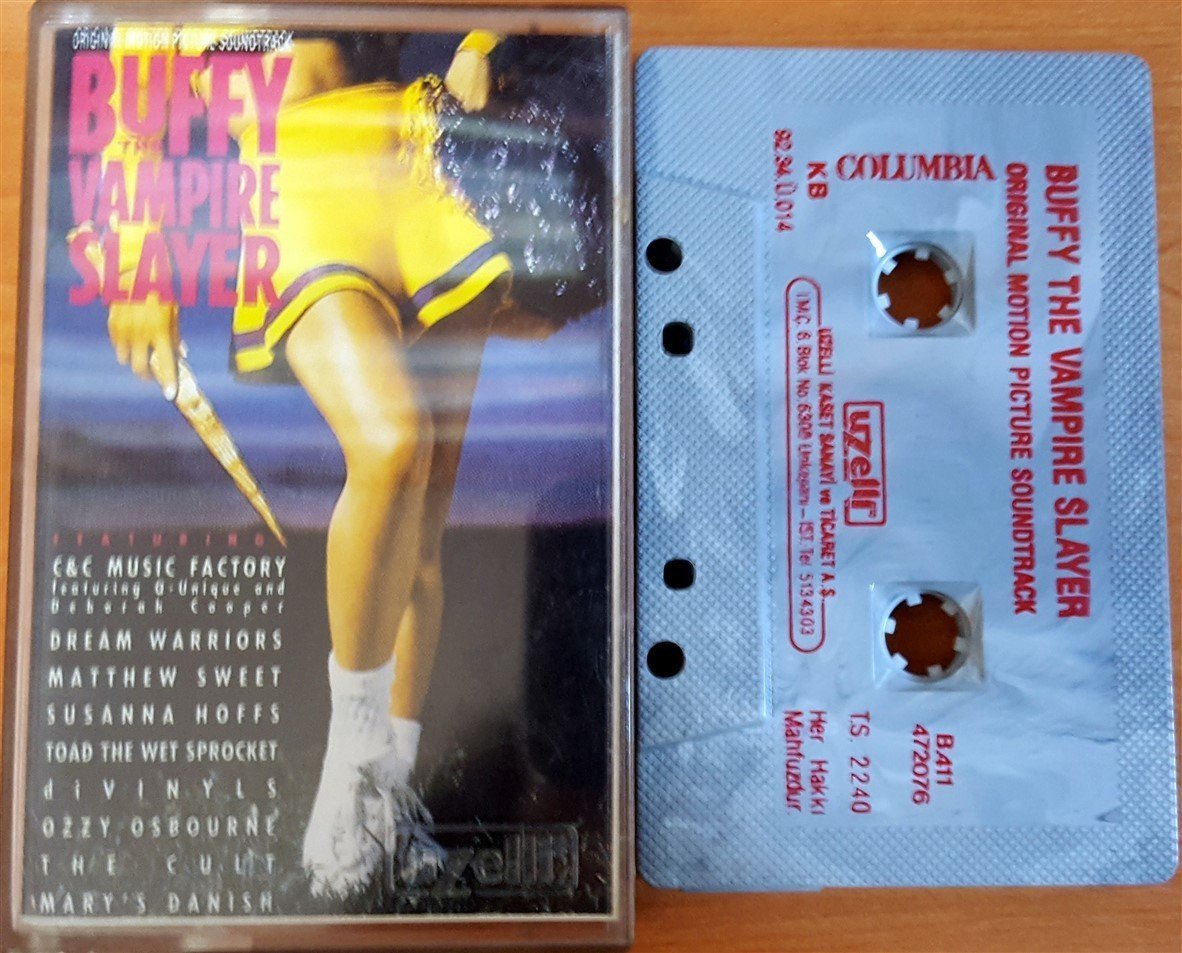 ORIGINAL MOTION PICTURE SOUNDTRACK
BUFFY
THE
VAMPIRE
SLAYER
FEATURING
C&C MUSIC FACTORY
featuring Q-Unique and
Deborah Cooper
DREAM WARRIORS
MATTHEW SWEET
SUSANNA HOFFS
TOAD THE WET SPROCKET
diVINYLS
OZZY OSBOURNE
THE CULT
MARY'S DANISH
uzelli
BUFFY THE VAMPIRE SLAYER
ORIGINAL MOTION PICTURE SOUNDTRACK
COLUMBIA
KB
92.34.Ü.014
uzelli
UZELLİ KASET SANAYİ ve TİCARET A.Ş.
İ.M.Ç. 6. Blok No. 6309 Unkapanı - İST. Tel: 5134303
B.411
472076
T.S. 2240
Her Hakkı
Mahfuzdur.